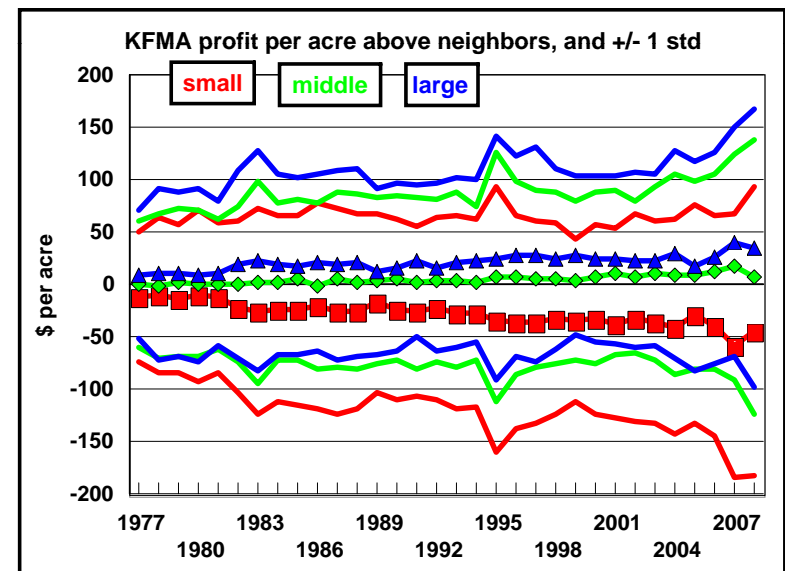 KFMA profit per acre above neighbors, and +/- 1 std
small middle large
$ per acre
200
150
100
50
0
-50
-100
-150
-200
1977 1983 1989 1995 2001 2007
1980 1986 1992 1998 2004